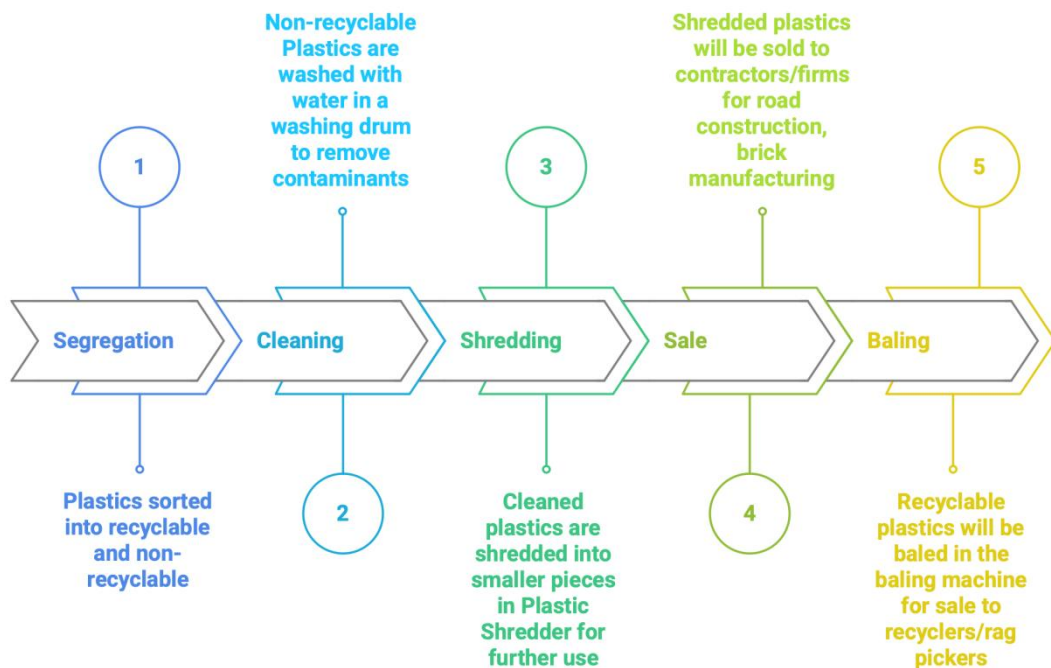 1
Segregation
Plastics sorted
into recyclable
and non-
recyclable
Non-recyclable
Plastics are
washed with
water in a
washing drum
to remove
contaminants
Cleaning
2
3
Shredding
Cleaned
plastics are
shredded into
smaller pieces
in Plastic
Shredder for
further use
Shredded plastics
will be sold to
contractors/firms
for road
construction,
brick
manufacturing
Sale
4
5
Baling
Recyclable
plastics will be
baled in the
baling machine
for sale to
recyclers/rag
pickers